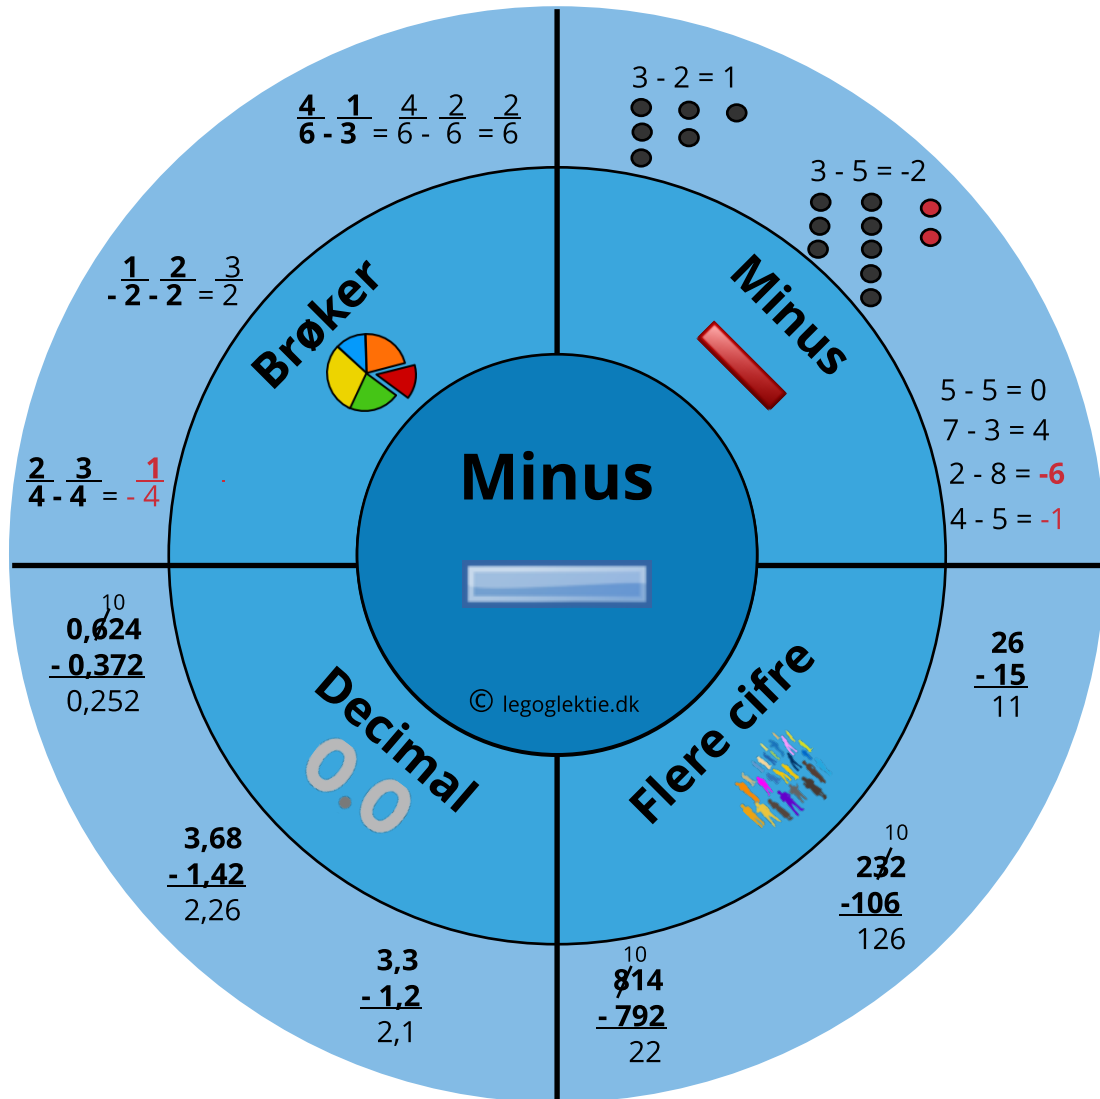 Minus
© legoglektie.dk
Minus
3 - 2 = 1
3 - 5 = -2
5 - 5 = 0
7 - 3 = 4
2 - 8 = -6
4 - 5 = -1
Flere cifre
26
- 15
11
10
232
-106
126
10
814
- 792
22
Decimal
10
0,624
- 0,372
0,252
3,68
- 1,42
2,26
3,3
- 1,2
2,1
Brøker
4/6 - 1/3 = 4/6 - 2/6 = 2/6
- 1/2 - 2/2 = 3/2
2/4 - 3/4 = - 1/4